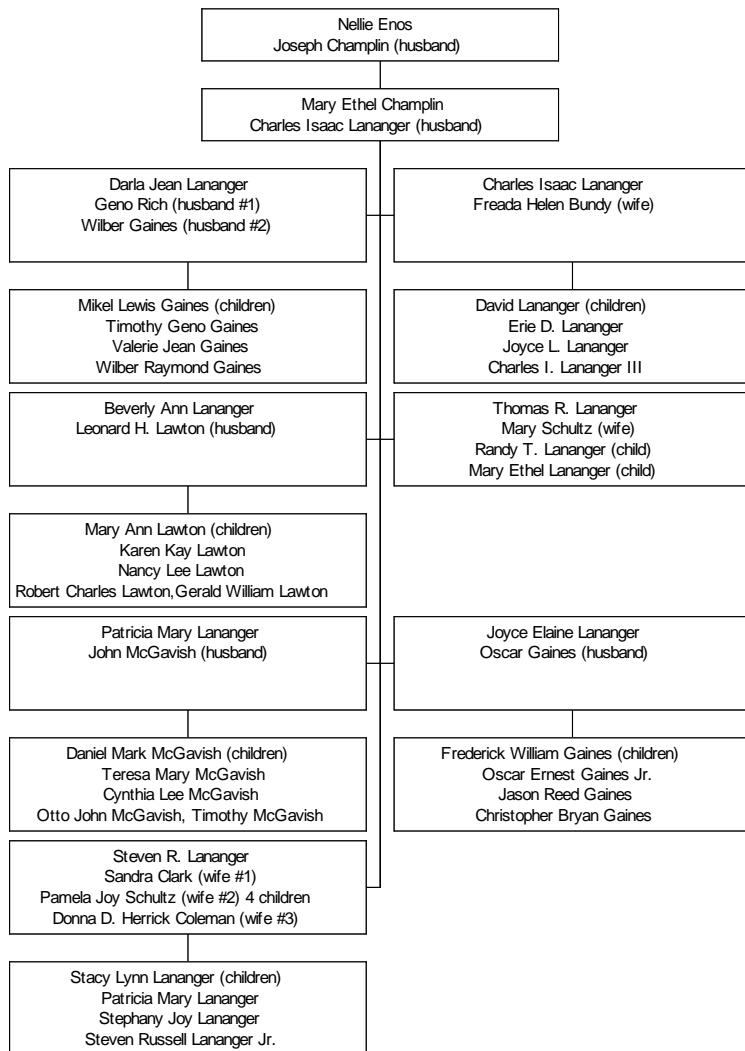 Nellie Enos
Joseph Champlin (husband)
Mary Ethel Champlin
Charles Isaac Lananger (husband)
Darla Jean Lananger
Geno Rich (husband #1)
Wilber Gaines (husband #2)
Charles Isaac Lananger
Freada Helen Bundy (wife)
Mikel Lewis Gaines (children)
Timothy Geno Gaines
Valerie Jean Gaines
Wilber Raymond Gaines
David Lananger (children)
Erie D. Lananger
Joyce L. Lananger
Charles I. Lananger III
Beverly Ann Lananger
Leonard H. Lawton (husband)
Thomas R. Lananger
Mary Schultz (wife)
Randy T. Lananger (child)
Mary Ethel Lananger (child)
Mary Ann Lawton (children)
Karen Kay Lawton
Nancy Lee Lawton
Robert Charles Lawton,Gerald William Lawton
Patricia Mary Lananger
John McGavish (husband)
Joyce Elaine Lananger
Oscar Gaines (husband)
Daniel Mark McGavish (children)
Teresa Mary McGavish
Cynthia Lee McGavish
Otto John McGavish, Timothy McGavish
Frederick William Gaines (children)
Oscar Ernest Gaines Jr.
Jason Reed Gaines
Christopher Bryan Gaines
Steven R. Lananger
Sandra Clark (wife #1)
Pamela Joy Schultz (wife #2) 4 children
Donna D. Herrick Coleman (wife #3)
Stacy Lynn Lananger (children)
Patricia Mary Lananger
Stephany Joy Lananger
Steven Russell Lananger Jr.